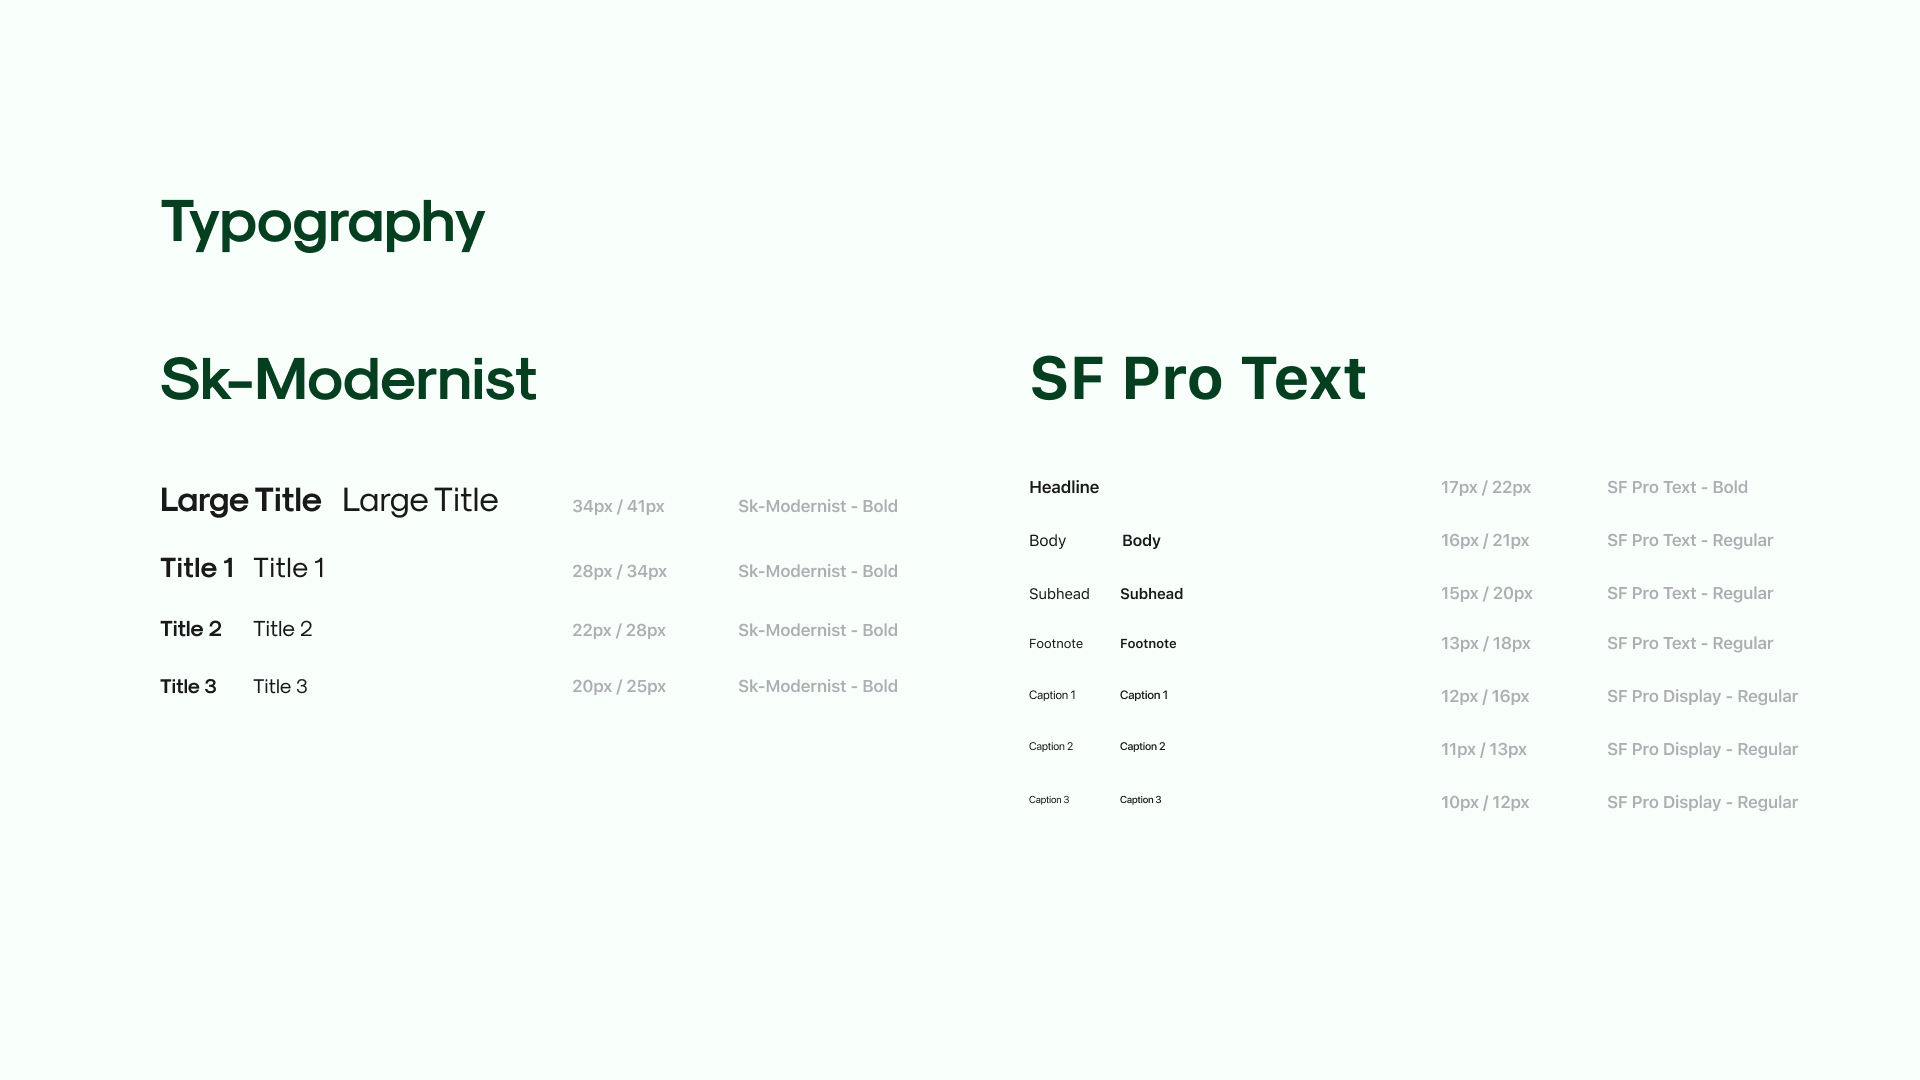 Typography
Sk-Modernist
Large Title Large Title 34px / 41px Sk-Modernist - Bold
Title 1 Title 1 28px / 34px Sk-Modernist - Bold
Title 2 Title 2 22px / 28px Sk-Modernist - Bold
Title 3 Title 3 20px / 25px Sk-Modernist - Bold
SF Pro Text
Headline 17px / 22px SF Pro Text - Bold
Body Body 16px / 21px SF Pro Text - Regular
Subhead Subhead 15px / 20px SF Pro Text - Regular
Footnote Footnote 13px / 18px SF Pro Text - Regular
Caption 1 Caption 1 12px / 16px SF Pro Display - Regular
Caption 2 Caption 2 11px / 13px SF Pro Display - Regular
Caption 3 Caption 3 10px / 12px SF Pro Display - Regular